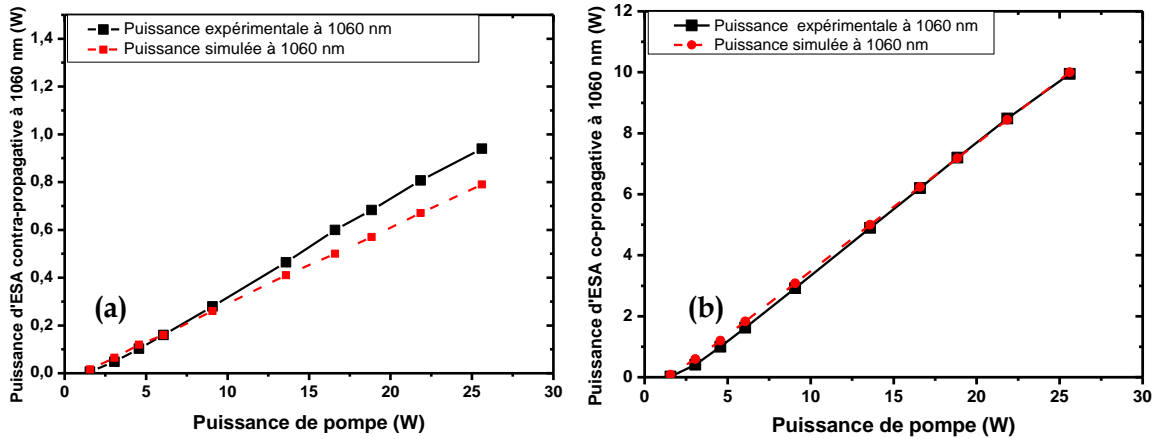 Puissance d'ESA contra-propagative à 1060 nm (W)
1,4
1,2
1,0
0,8
0,6
0,4
0,2
0,0
Puissance expérimentale à 1060 nm
Puissance simulée à 1060 nm
(a)
0 5 10 15 20 25 30
Puissance de pompe (W)
Puissance d'ESA co-propagative à 1060 nm (W)
12
10
8
6
4
2
0
Puissance expérimentale à 1060 nm
Puissance simulée à 1060 nm
(b)
0 5 10 15 20 25 30
Puissance de pompe (W)